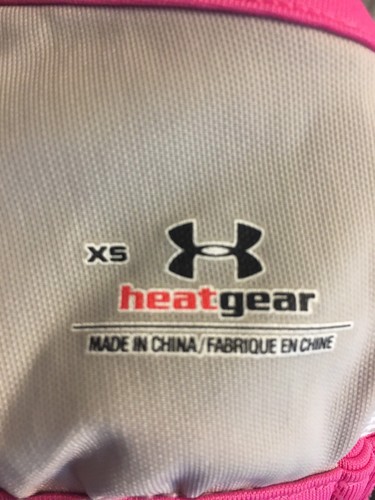 XS
heatgear
MADE IN CHINA/FABRIQUE EN CHINE